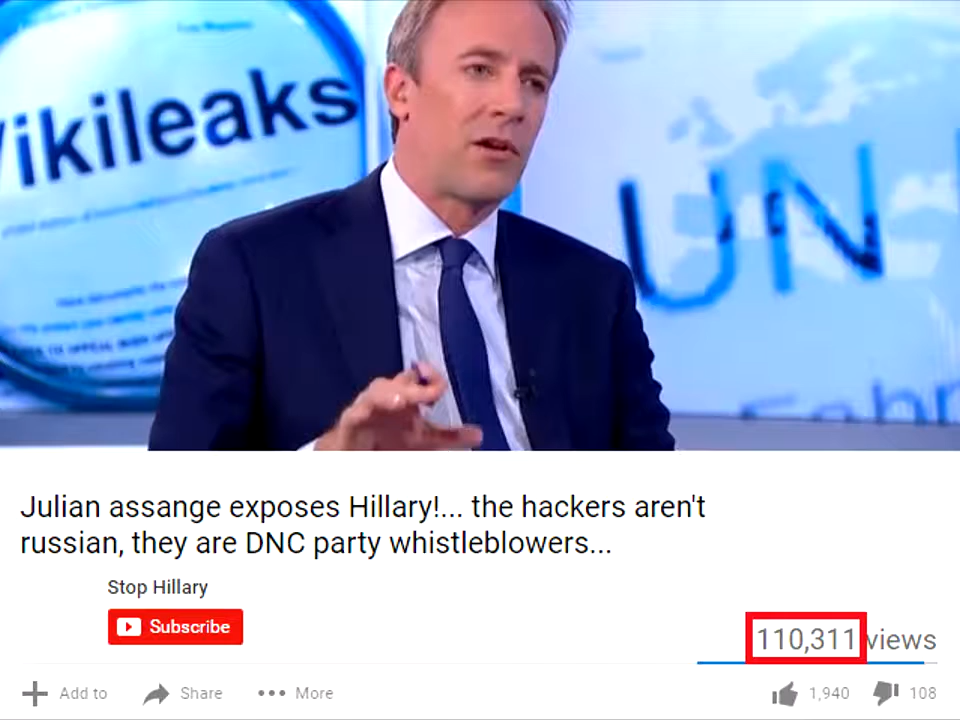 ikileaks
UN
Julian assange exposes Hillary!... the hackers aren't
russian, they are DNC party whistleblowers...
Stop Hillary
Subscribe
110,311 views
Add to Share More 1,940 108